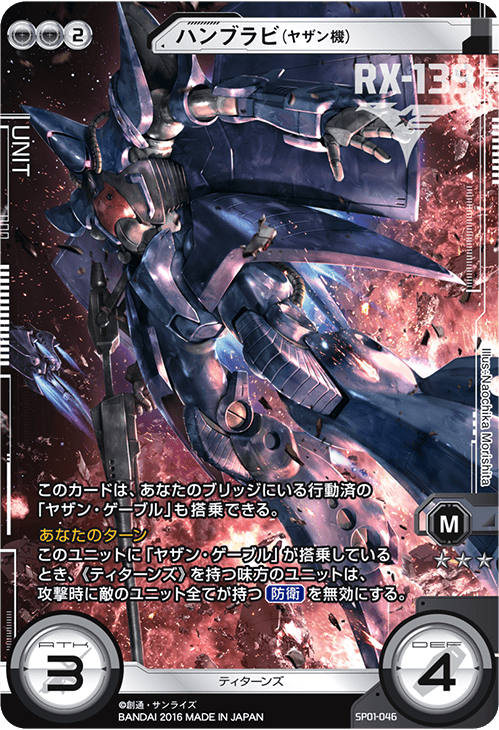 2
ハンブラビ(ヤザン機)
RX-139
UNIT
Illus:Naochika Morishita
このカードは、あなたのブリッジにいる行動済の
「ヤザン・ゲーブル」も搭乗できる。
あなたのターン
このユニットに「ヤザン・ゲーブル」が搭乗している
とき、《ティターンズ》を持つ味方のユニットは、
攻撃時に敵のユニット全てが持つ 防衛 を無効にする。
M
ATK
3
DEF
4
ティターンズ
©創通・サンライズ
BANDAI 2016 MADE IN JAPAN
SP01-046